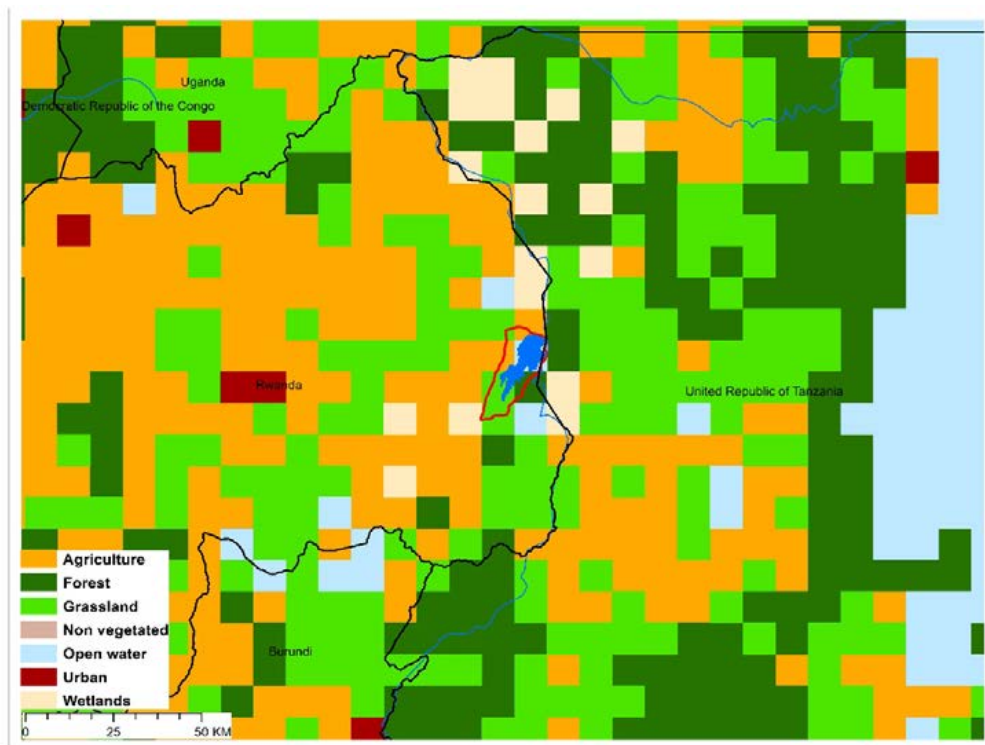 Uganda
Democratic Republic of the Congo
Rwanda
United Republic of Tanzania
Agriculture
Forest
Grassland
Non vegetated
Open water
Urban
Wetlands
Burundi
0 25 50 KM